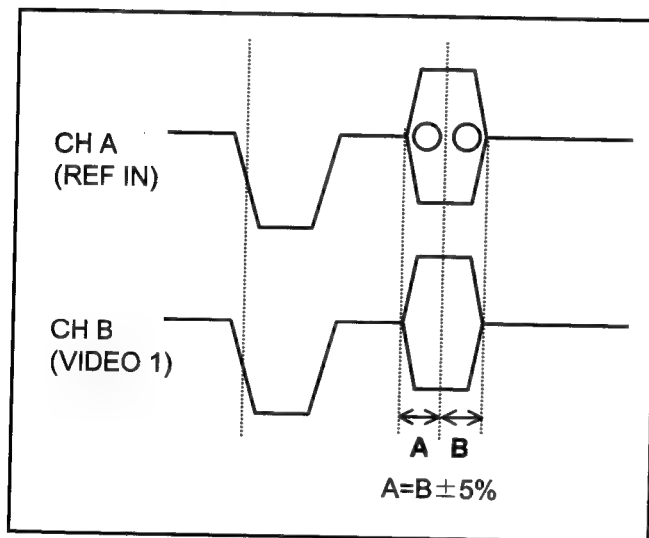 CH A
(REF IN)
CH B
(VIDEO 1)
A B
A=B±5%